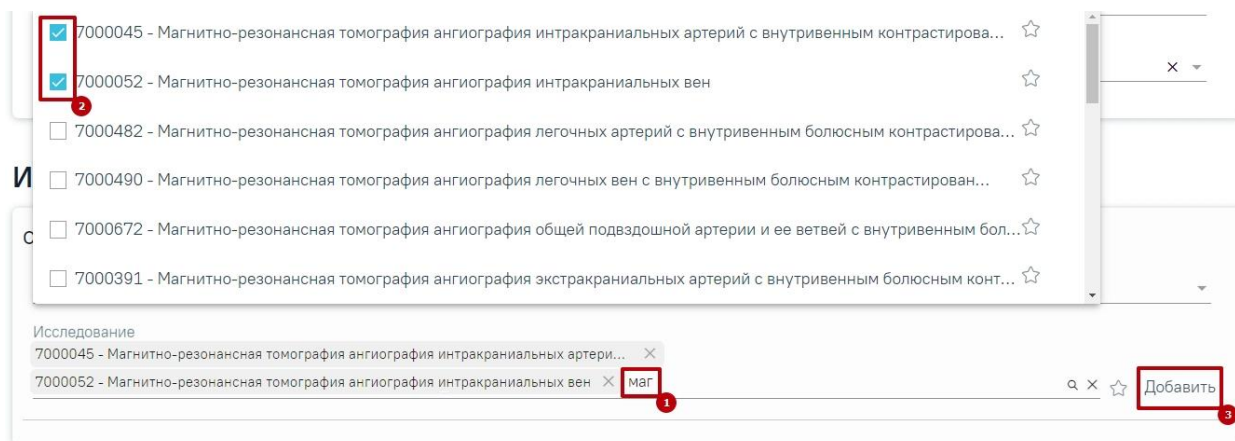 7000045 - Магнитно-резонансная томография ангиография интракраниальных артерий с внутривенным контрастирова...
7000052 - Магнитно-резонансная томография ангиография интракраниальных вен
2
7000482 - Магнитно-резонансная томография ангиография легочных артерий с внутривенным болюсным контрастирова...
И
7000490 - Магнитно-резонансная томография ангиография легочных вен с внутривенным болюсным контрастирован...
7000672 - Магнитно-резонансная томография ангиография общей подвздошной артерии и ее ветвей с внутривенным бол...
7000391 - Магнитно-резонансная томография ангиография экстракраниальных артерий с внутривенным болюсным конт...
Исследование
7000045 - Магнитно-резонансная томография ангиография интракраниальных артери...
7000052 - Магнитно-резонансная томография ангиография интракраниальных вен маг Добавить
1 3